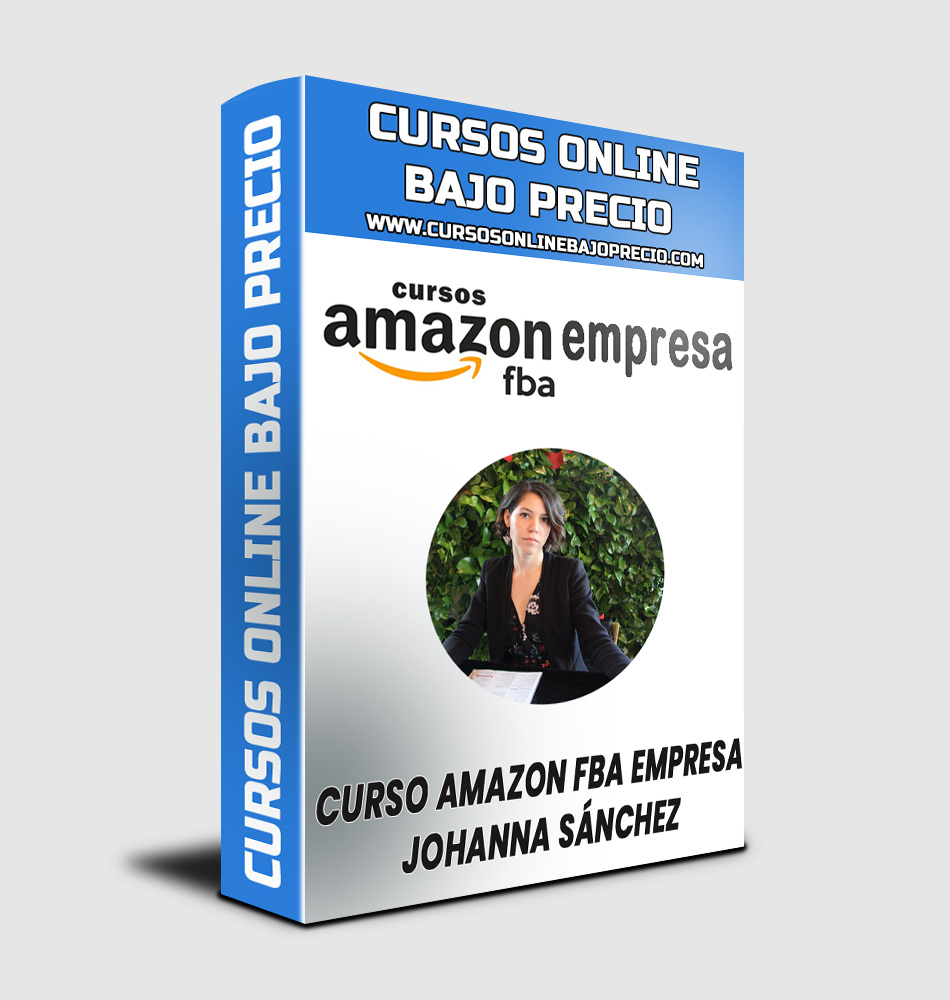 CURSOS ONLINE BAJO PRECIO
CURSOS ONLINE
BAJO PRECIO
WWW.CURSOSONLINEBAJOPRECIO.COM
cursos
amazon empresa
fba
CURSO AMAZON FBA EMPRESA
JOHANNA SÁNCHEZ